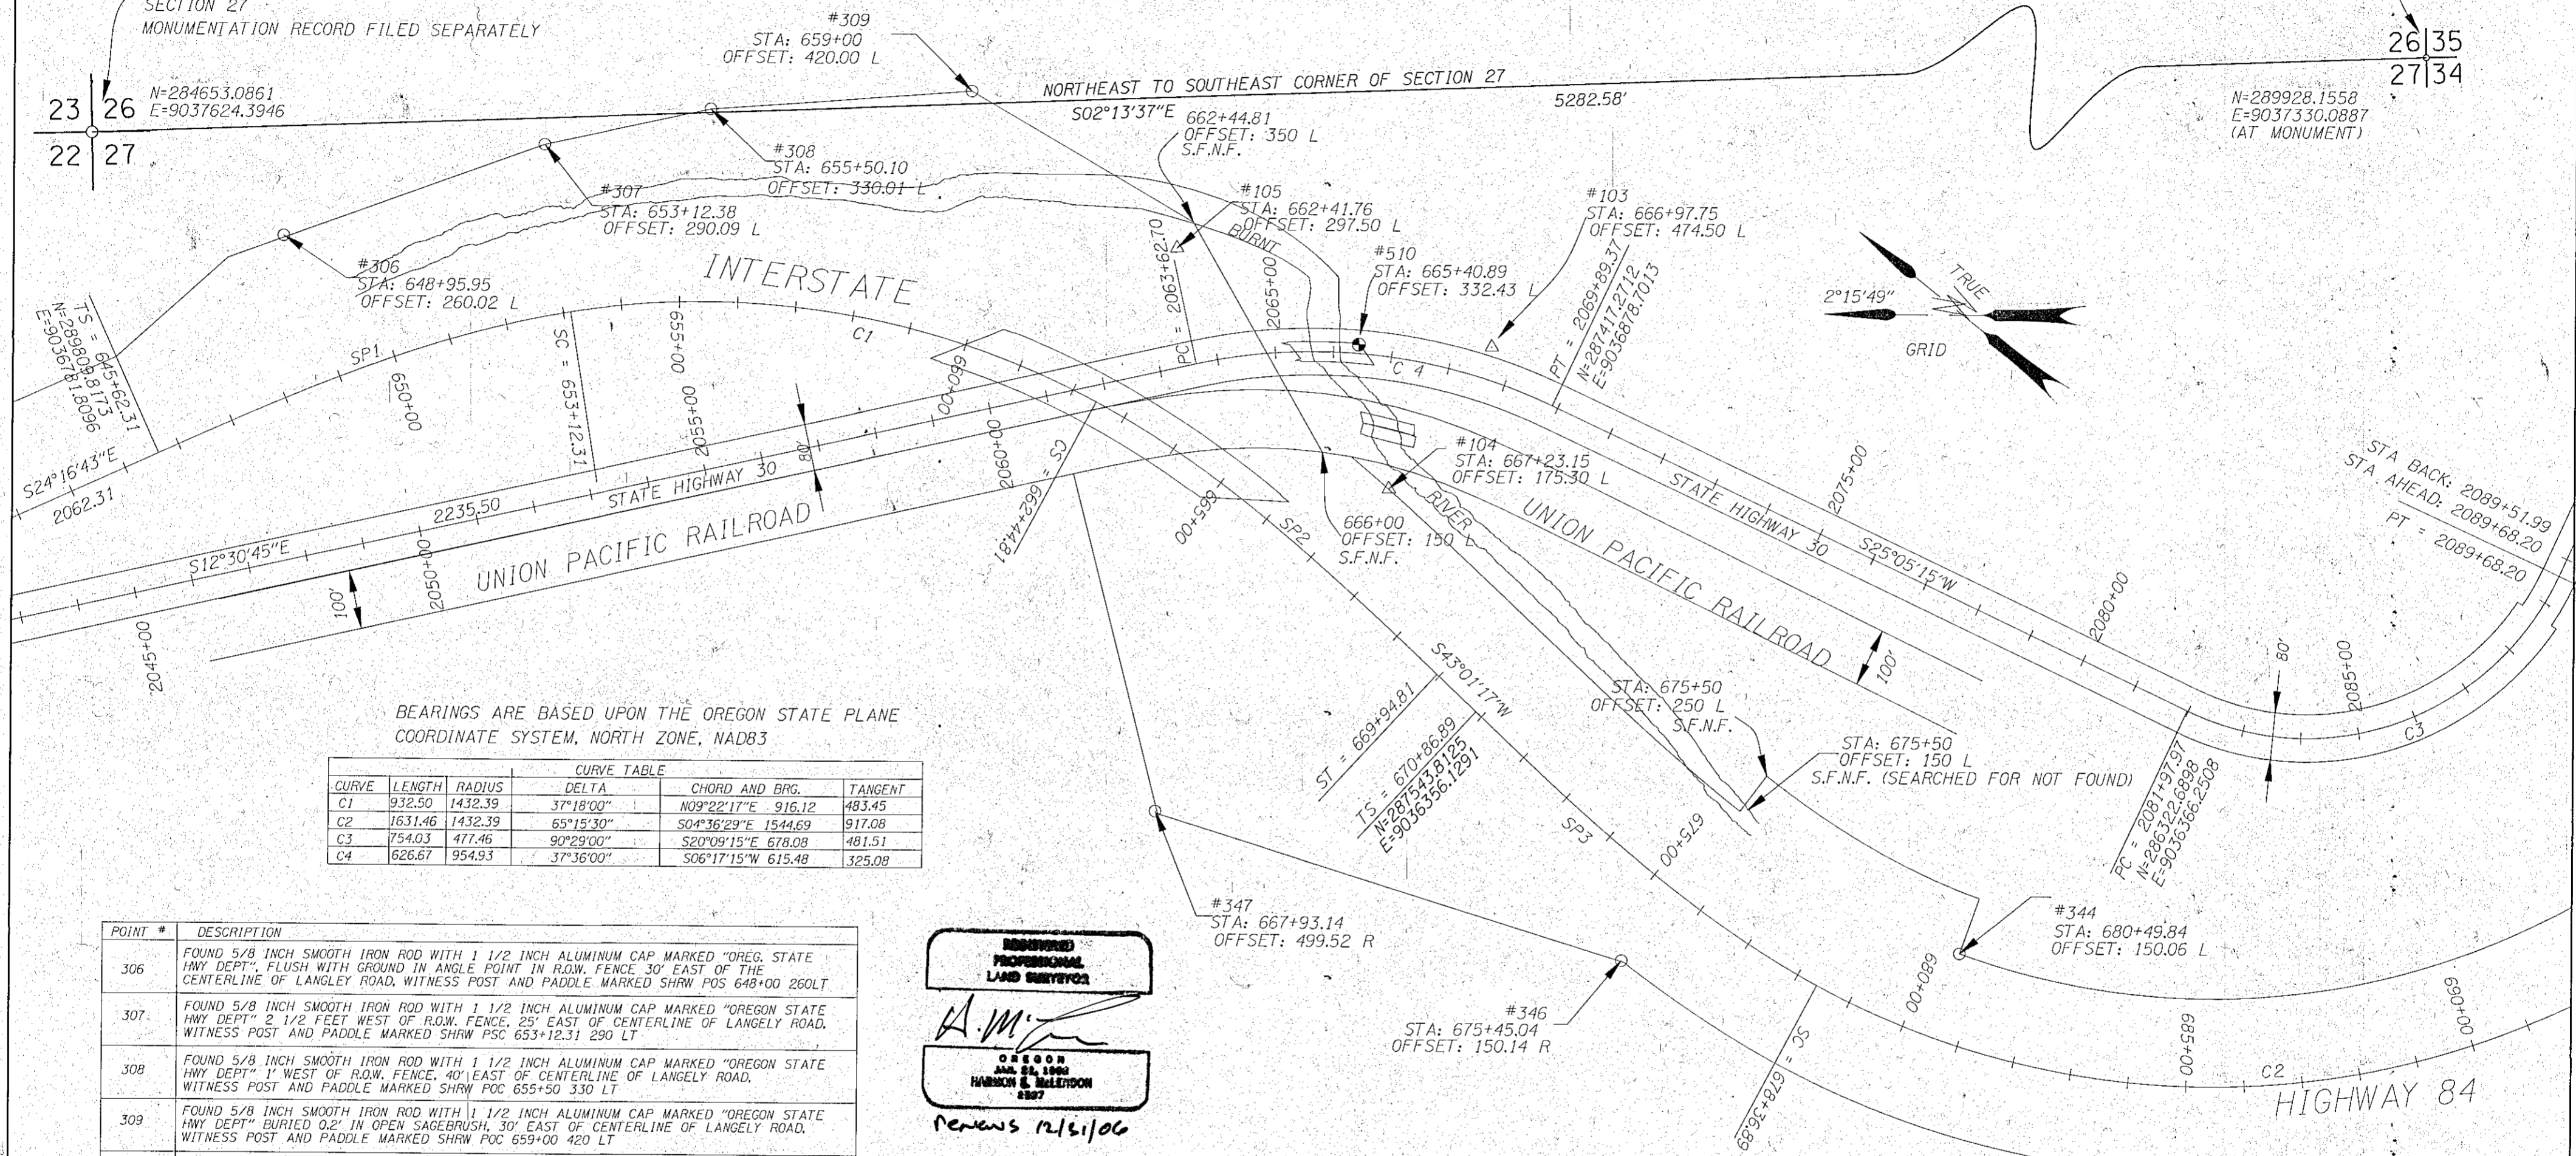 SECTION 27
MONUMENTATION RECORD FILED SEPARATELY
23 26
22 27
N=284653.0861
E=9037624.3946
#309
STA: 659+00
OFFSET: 420.00 L
NORTHEAST TO SOUTHEAST CORNER OF SECTION 27
S02°13'37"E
5282.58'
26 35
27 34
N=289928.1558
E=9037330.0887
(AT MONUMENT)
#308
STA: 655+50.10
OFFSET: 330.01 L
#307
STA: 653+12.38
OFFSET: 290.09 L
#306
STA: 648+95.95
OFFSET: 260.02 L
662+44.81
OFFSET: 350 L
S.F.N.F.
#105
STA: 662+41.76
OFFSET: 297.50 L
#510
STA: 665+40.89
OFFSET: 332.43 L
#103
STA: 666+97.75
OFFSET: 474.50 L
BURNT
RIVER
INTERSTATE
TS = 645+62.31
N=289809.8173
E=9036781.8096
SP1
650+00
SC = 653+12.31
655+00
2055+00
C1
660+00
2060+00
PC = 2063+62.70
2065+00
C 4
PT = 2069+89.37
N=287417.2712
E=9036878.7013
2°15'49"
TRUE
GRID
S24°16'43"E
2062.31
S12°30'45"E
2235.50
STATE HIGHWAY 30
80'
UNION PACIFIC RAILROAD
100'
2045+00
2050+00
CS = 662+44.81
665+00
SP2
#104
STA: 667+23.15
OFFSET: 175.30 L
666+00
OFFSET: 150 L
S.F.N.F.
UNION PACIFIC RAILROAD
100'
STATE HIGHWAY 30
2075+00
S25°05'15"W
2080+00
STA BACK: 2089+51.99
STA. AHEAD: 2089+68.20
PT = 2089+68.20
80'
2085+00
C3
PC = 2081+97.97
N=286322.6898
E=9036366.2508
S43°01'17"W
ST = 669+94.81
TS = 670+86.89
N=287543.8125
E=9036356.1291
SP3
675+00
STA: 675+50
OFFSET: 250 L
S.F.N.F.
STA: 675+50
OFFSET: 150 L
S.F.N.F. (SEARCHED FOR NOT FOUND)
#347
STA: 667+93.14
OFFSET: 499.52 R
#346
STA: 675+45.04
OFFSET: 150.14 R
#344
STA: 680+49.84
OFFSET: 150.06 L
SC = 678+36.89
680+00
685+00
690+00
C2
HIGHWAY 84
BEARINGS ARE BASED UPON THE OREGON STATE PLANE
COORDINATE SYSTEM, NORTH ZONE, NAD83
CURVE TABLE
CURVE LENGTH RADIUS DELTA CHORD AND BRG. TANGENT
C1 932.50 1432.39 37°18'00" N09°22'17"E 916.12 483.45
C2 1631.46 1432.39 65°15'30" S04°36'29"E 1544.69 917.08
C3 754.03 477.46 90°29'00" S20°09'15"E 678.08 481.51
C4 626.67 954.93 37°36'00" S06°17'15"W 615.48 325.08
POINT # DESCRIPTION
306 FOUND 5/8 INCH SMOOTH IRON ROD WITH 1 1/2 INCH ALUMINUM CAP MARKED "OREG. STATE
HWY DEPT", FLUSH WITH GROUND IN ANGLE POINT IN R.O.W. FENCE 30' EAST OF THE
CENTERLINE OF LANGLEY ROAD, WITNESS POST AND PADDLE MARKED SHRW POS 648+00 260LT
307 FOUND 5/8 INCH SMOOTH IRON ROD WITH 1 1/2 INCH ALUMINUM CAP MARKED "OREGON STATE
HWY DEPT" 2 1/2 FEET WEST OF R.O.W. FENCE, 25' EAST OF CENTERLINE OF LANGELY ROAD,
WITNESS POST AND PADDLE MARKED SHRW PSC 653+12.31 290 LT
308 FOUND 5/8 INCH SMOOTH IRON ROD WITH 1 1/2 INCH ALUMINUM CAP MARKED "OREGON STATE
HWY DEPT" 1' WEST OF R.O.W. FENCE, 40' EAST OF CENTERLINE OF LANGELY ROAD,
WITNESS POST AND PADDLE MARKED SHRW POC 655+50 330 LT
309 FOUND 5/8 INCH SMOOTH IRON ROD WITH 1 1/2 INCH ALUMINUM CAP MARKED "OREGON STATE
HWY DEPT" BURIED 0.2' IN OPEN SAGEBRUSH, 30' EAST OF CENTERLINE OF LANGELY ROAD,
WITNESS POST AND PADDLE MARKED SHRW POC 659+00 420 LT
REGISTERED
PROFESSIONAL
LAND SURVEYOR
OREGON
renews 12/31/06